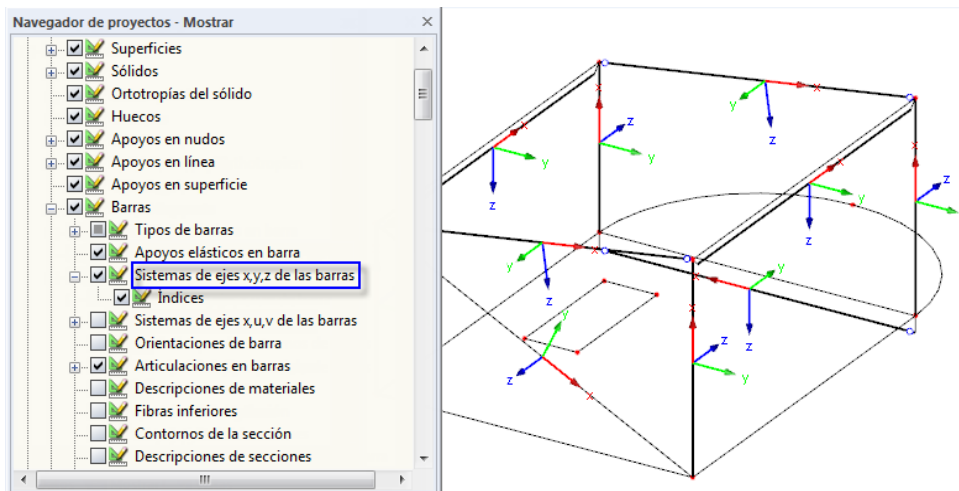 Navegador de proyectos - Mostrar
Superficies
Sólidos
Ortotropías del sólido
Huecos
Apoyos en nudos
Apoyos en línea
Apoyos en superficie
Barras
Tipos de barras
Apoyos elásticos en barra
Sistemas de ejes x,y,z de las barras
Índices
Sistemas de ejes x,u,v de las barras
Orientaciones de barra
Articulaciones en barras
Descripciones de materiales
Fibras inferiores
Contornos de la sección
Descripciones de secciones
x
y
z
x
z
y
x
y
z
x
y
z
x
z
y
x
y
z
x
y
z
x
z
y
y
z
x